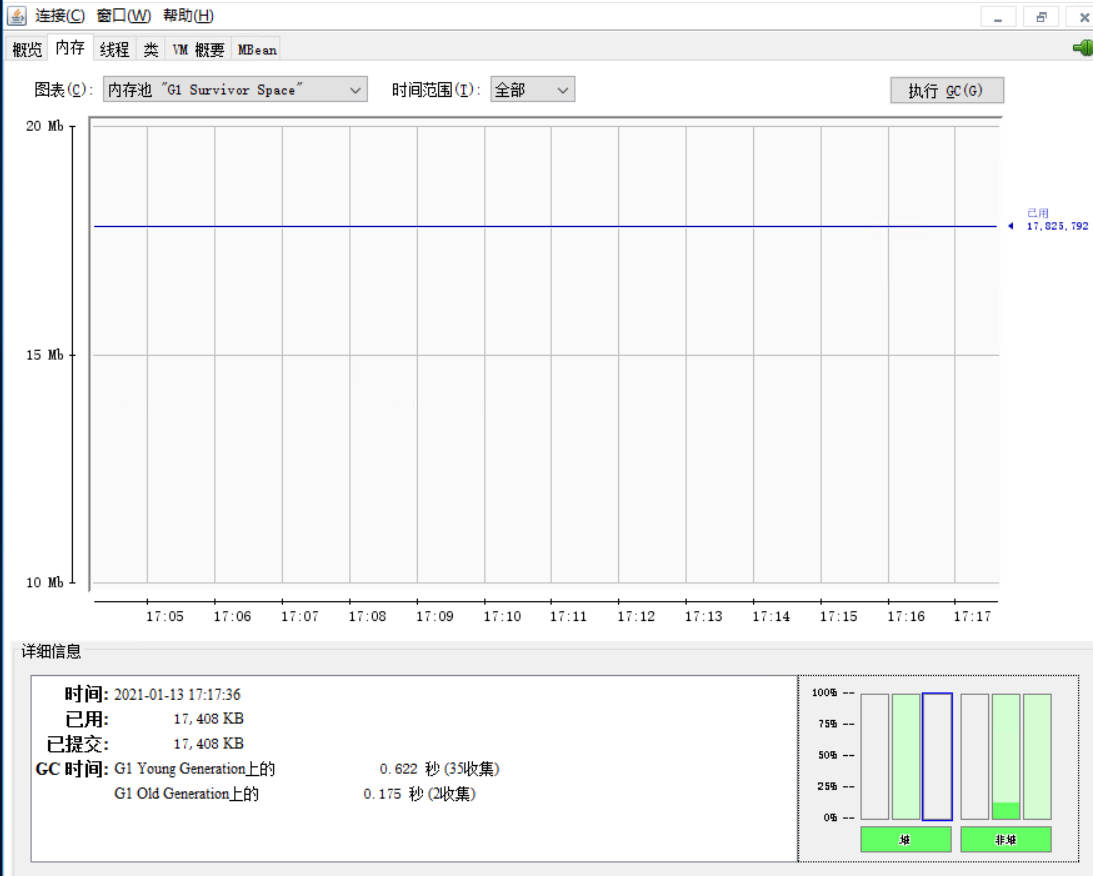 连接(C) 窗口(W) 帮助(H)
概览 内存 线程 类 VM 概要 MBean
图表(C): 内存池 "G1 Survivor Space" 时间范围(I): 全部 执行 GC(G)
20 Mb
已用
17,825,792
15 Mb
10 Mb
17:05 17:06 17:07 17:08 17:09 17:10 17:11 17:12 17:13 17:14 17:15 17:16 17:17
详细信息
时间: 2021-01-13 17:17:36
已用: 17,408 KB
已提交: 17,408 KB
GC 时间: G1 Young Generation上的 0.622 秒 (35收集)
G1 Old Generation上的 0.175 秒 (2收集)
100% --
75% --
50% --
25% --
0% --
堆 非堆